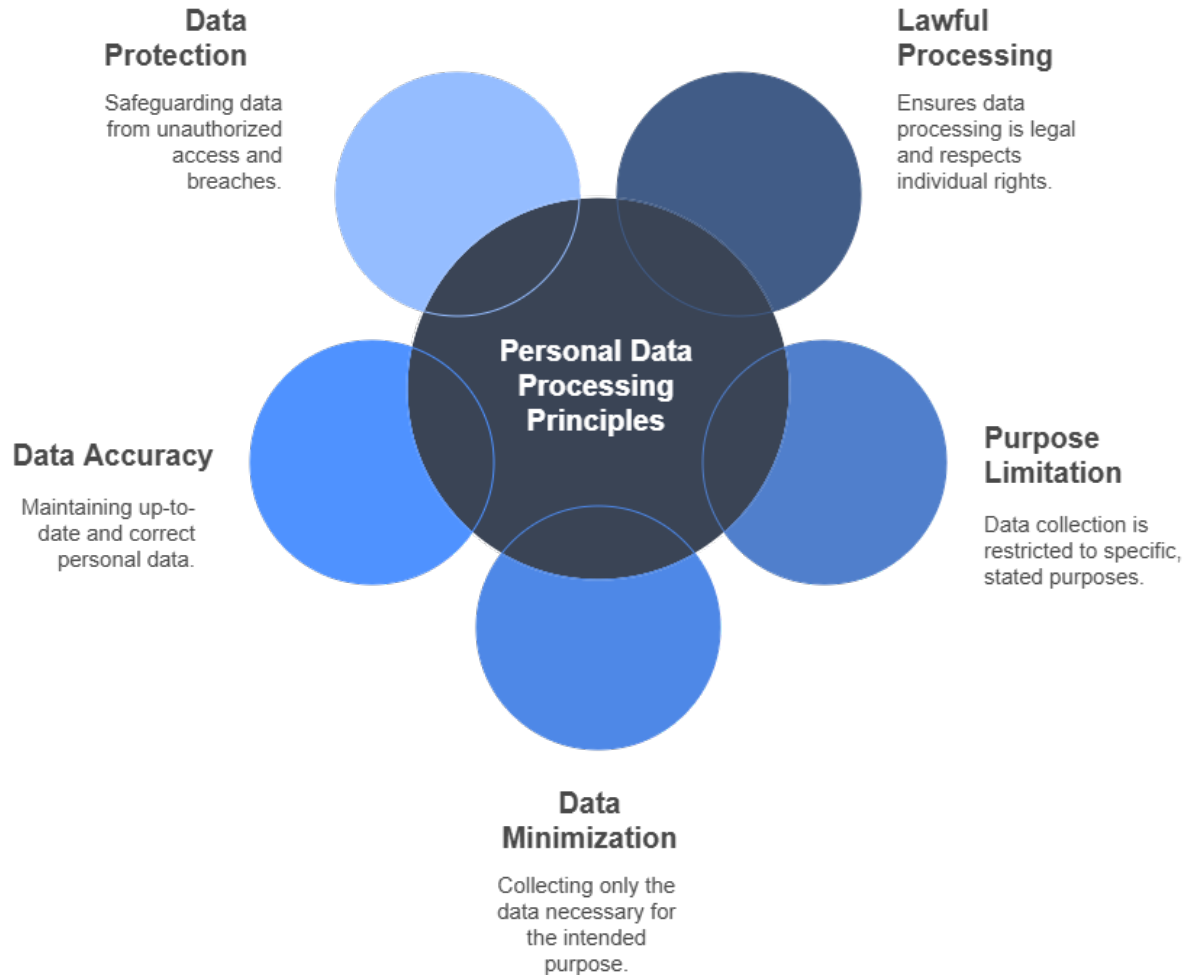 Data
Protection
Safeguarding data
from unauthorized
access and
breaches.
Lawful
Processing
Ensures data
processing is legal
and respects
individual rights.
Personal Data
Processing
Principles
Data Accuracy
Maintaining up-to-
date and correct
personal data.
Purpose
Limitation
Data collection is
restricted to specific,
stated purposes.
Data
Minimization
Collecting only the
data necessary for
the intended
purpose.